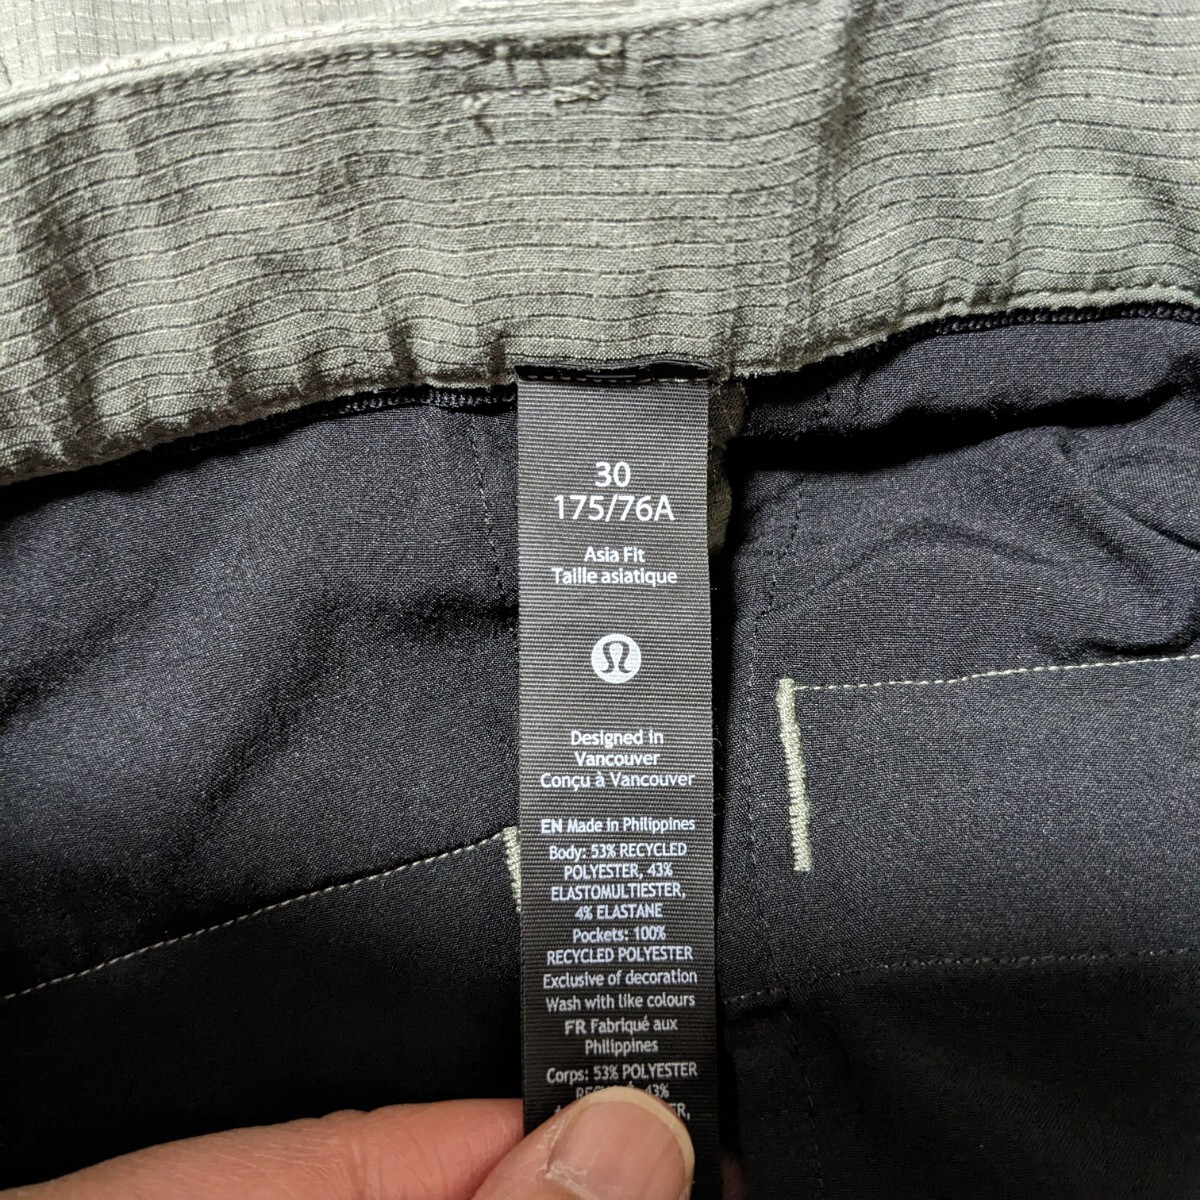 30
175/76A
Asia Fit
Taille asiatique
Designed in
Vancouver
Conçu à Vancouver
EN Made in Philippines
Body: 53% RECYCLED
POLYESTER, 43%
ELASTOMULTIESTER,
4% ELASTANE
Pockets: 100%
RECYCLED POLYESTER
Exclusive of decoration
Wash with like colours
FR Fabriqué aux
Philippines
Corps: 53% POLYESTER
43%